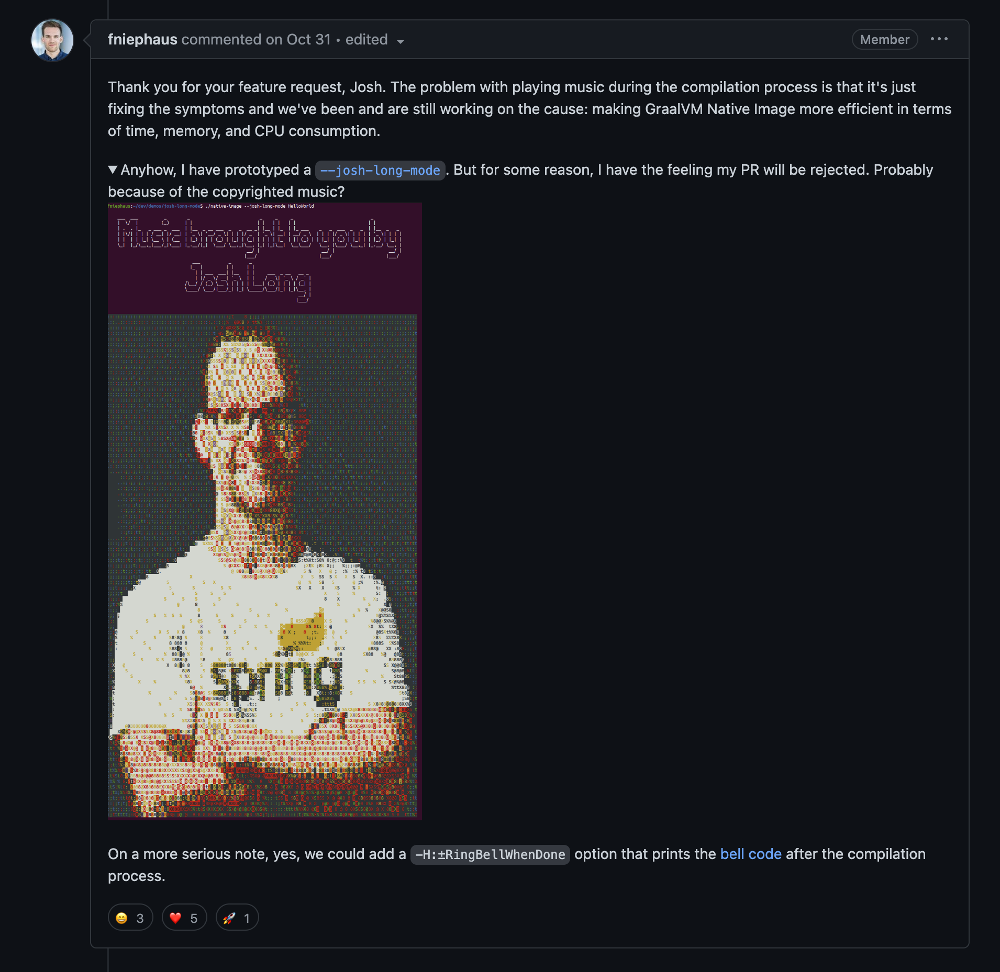 fniephaus commented on Oct 31 • edited
Member
Thank you for your feature request, Josh. The problem with playing music during the compilation process is that it's just
fixing the symptoms and we've been and are still working on the cause: making GraalVM Native Image more efficient in terms
of time, memory, and CPU consumption.
▼ Anyhow, I have prototyped a --josh-long-mode. But for some reason, I have the feeling my PR will be rejected. Probably
because of the copyrighted music?
fniephaus:~/dev/demos/josh-long-mode$ ./native-image --josh-long-mode HelloWorld
Music brought to you by
Josh Long
On a more serious note, yes, we could add a -H:±RingBellWhenDone option that prints the bell code after the compilation
process.
😄 3 ❤️ 5 🚀 1